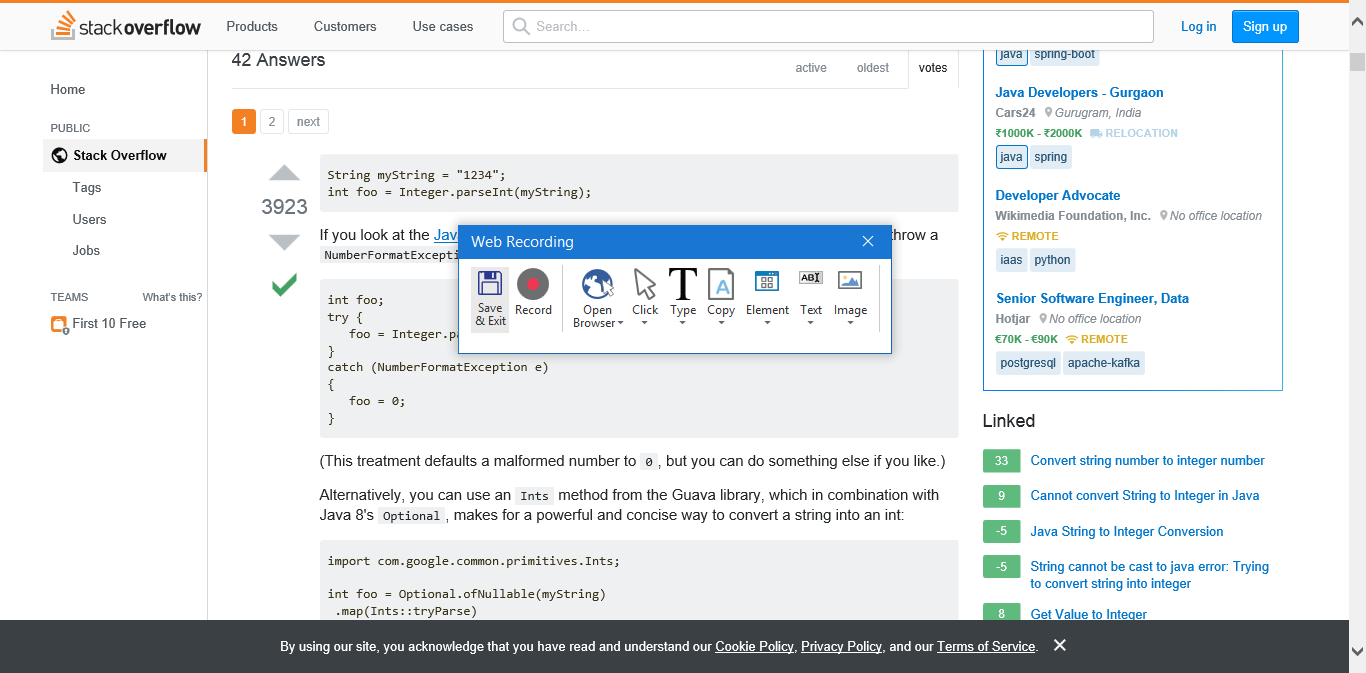 stackoverflow Products Customers Use cases Search... Log in Sign up
Home
PUBLIC
Stack Overflow
Tags
Users
Jobs
TEAMS What's this?
First 10 Free
42 Answers
active oldest votes
1 2 next
3923
String myString = "1234";
int foo = Integer.parseInt(myString);
If you look at the throw a
NumberFormatExcepti
int foo;
try {
foo = Integer.p
}
catch (NumberFormatException e)
{
foo = 0;
}
(This treatment defaults a malformed number to 0 , but you can do something else if you like.)
Alternatively, you can use an Ints method from the Guava library, which in combination with
Java 8's Optional , makes for a powerful and concise way to convert a string into an int:
import com.google.common.primitives.Ints;
int foo = Optional.ofNullable(myString)
.map(Ints::tryParse)
Web Recording
Save & Exit
Record
Open Browser
Click
Type
Copy
Element
ABI
Text
Image
java spring-boot
Java Developers - Gurgaon
Cars24 Gurugram, India
₹1000K - ₹2000K RELOCATION
java spring
Developer Advocate
Wikimedia Foundation, Inc. No office location
REMOTE
iaas python
Senior Software Engineer, Data
Hotjar No office location
€70K - €90K REMOTE
postgresql apache-kafka
Linked
33 Convert string number to integer number
9 Cannot convert String to Integer in Java
-5 Java String to Integer Conversion
-5 String cannot be cast to java error: Trying
to convert string into integer
8 Get Value to Integer
By using our site, you acknowledge that you have read and understand our Cookie Policy, Privacy Policy, and our Terms of Service.